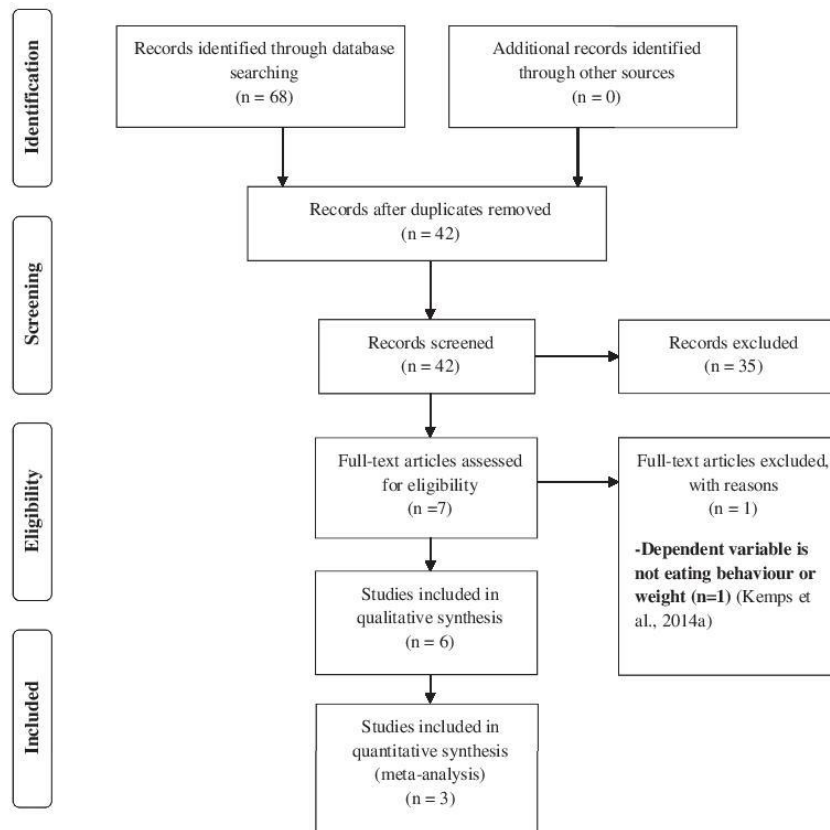 Identification
Records identified through database
searching
(n = 68)
Additional records identified
through other sources
(n = 0)
Records after duplicates removed
(n = 42)
Screening
Records screened
(n = 42)
Records excluded
(n = 35)
Eligibility
Full-text articles assessed
for eligibility
(n =7)
Full-text articles excluded,
with reasons
(n = 1)
-Dependent variable is
not eating behaviour or
weight (n=1) (Kemps et
al., 2014a)
Studies included in
qualitative synthesis
(n = 6)
Included
Studies included in
quantitative synthesis
(meta-analysis)
(n = 3)